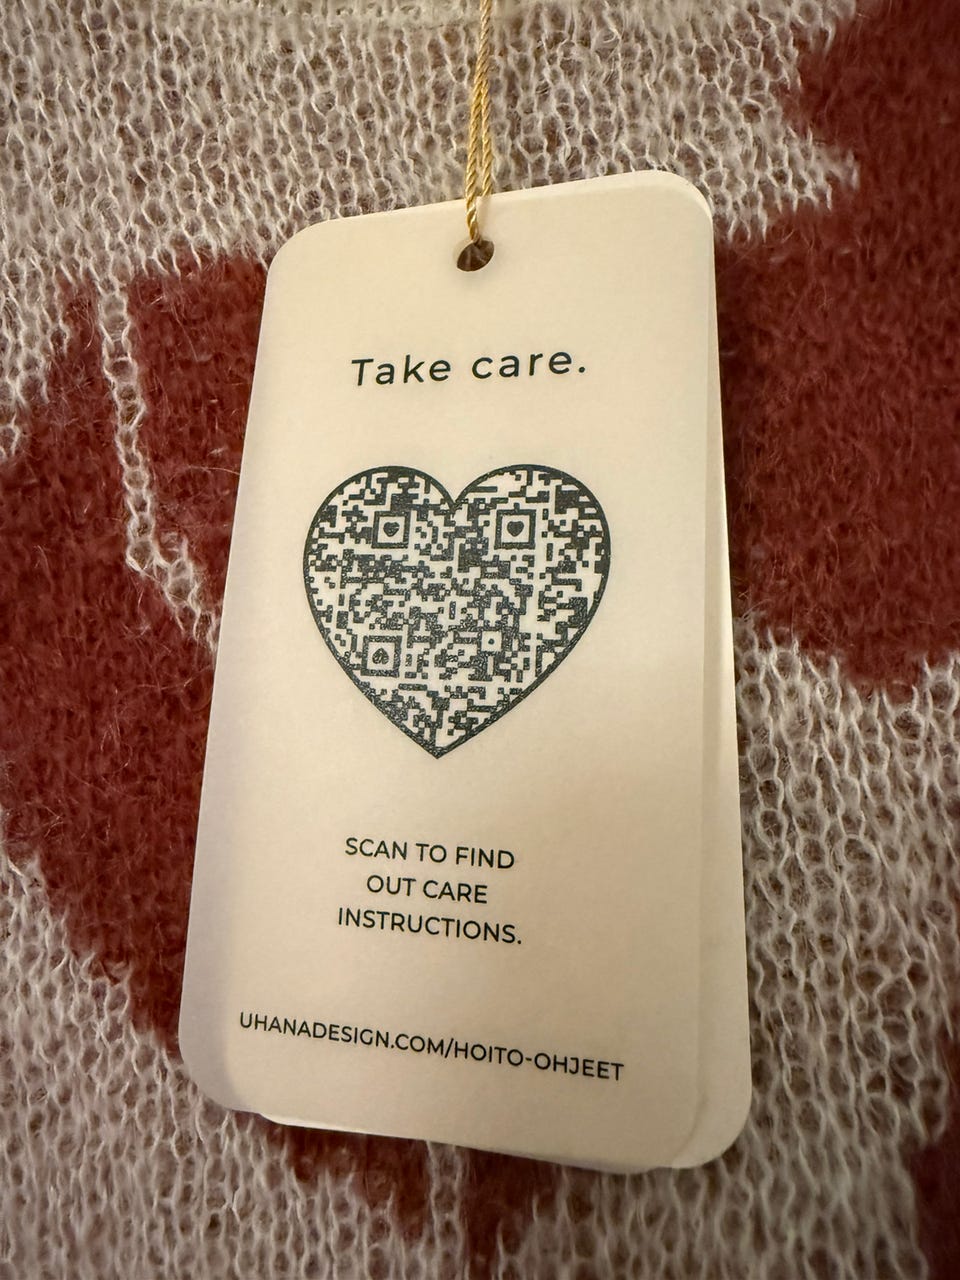 Take care.
SCAN TO FIND
OUT CARE
INSTRUCTIONS.
UHANADESIGN.COM/HOITO-OHJEET